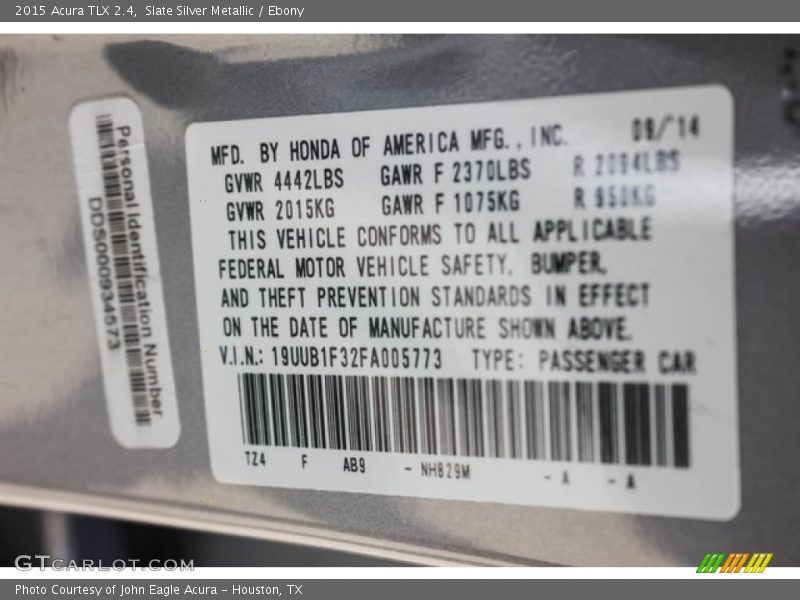 2015 Acura TLX 2.4,  Slate Silver Metallic / Ebony
Personal Identification Number
DDS000934573
09/14
MFD. BY HONDA OF AMERICA MFG., INC.
GVWR 4442LBS GAWR F 2370LBS R 2094LBS
GVWR 2015KG GAWR F 1075KG R 950KG
THIS VEHICLE CONFORMS TO ALL APPLICABLE
FEDERAL MOTOR VEHICLE SAFETY, BUMPER,
AND THEFT PREVENTION STANDARDS IN EFFECT
ON THE DATE OF MANUFACTURE SHOWN ABOVE.
V.I.N.: 19UUB1F32FA005773 TYPE: PASSENGER CAR
TZ4 F AB9 - NH829M - A - A
GTCARLOT.COM
Photo Courtesy of John Eagle Acura - Houston, TX